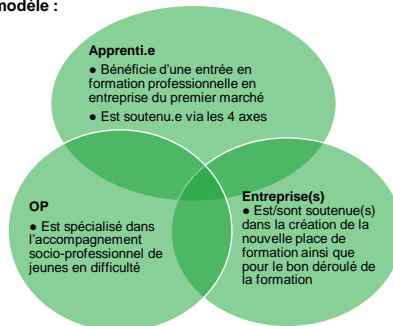 modèle :
Apprenti.e
● Bénéficie d'une entrée en
formation professionnelle en
entreprise du premier marché
● Est soutenu.e via les 4 axes
OP
● Est spécialisé dans
l'accompagnement
socio-professionnel de
jeunes en difficulté
Entreprise(s)
● Est/sont soutenue(s)
dans la création de la
nouvelle place de
formation ainsi que
pour le bon déroulé de
la formation